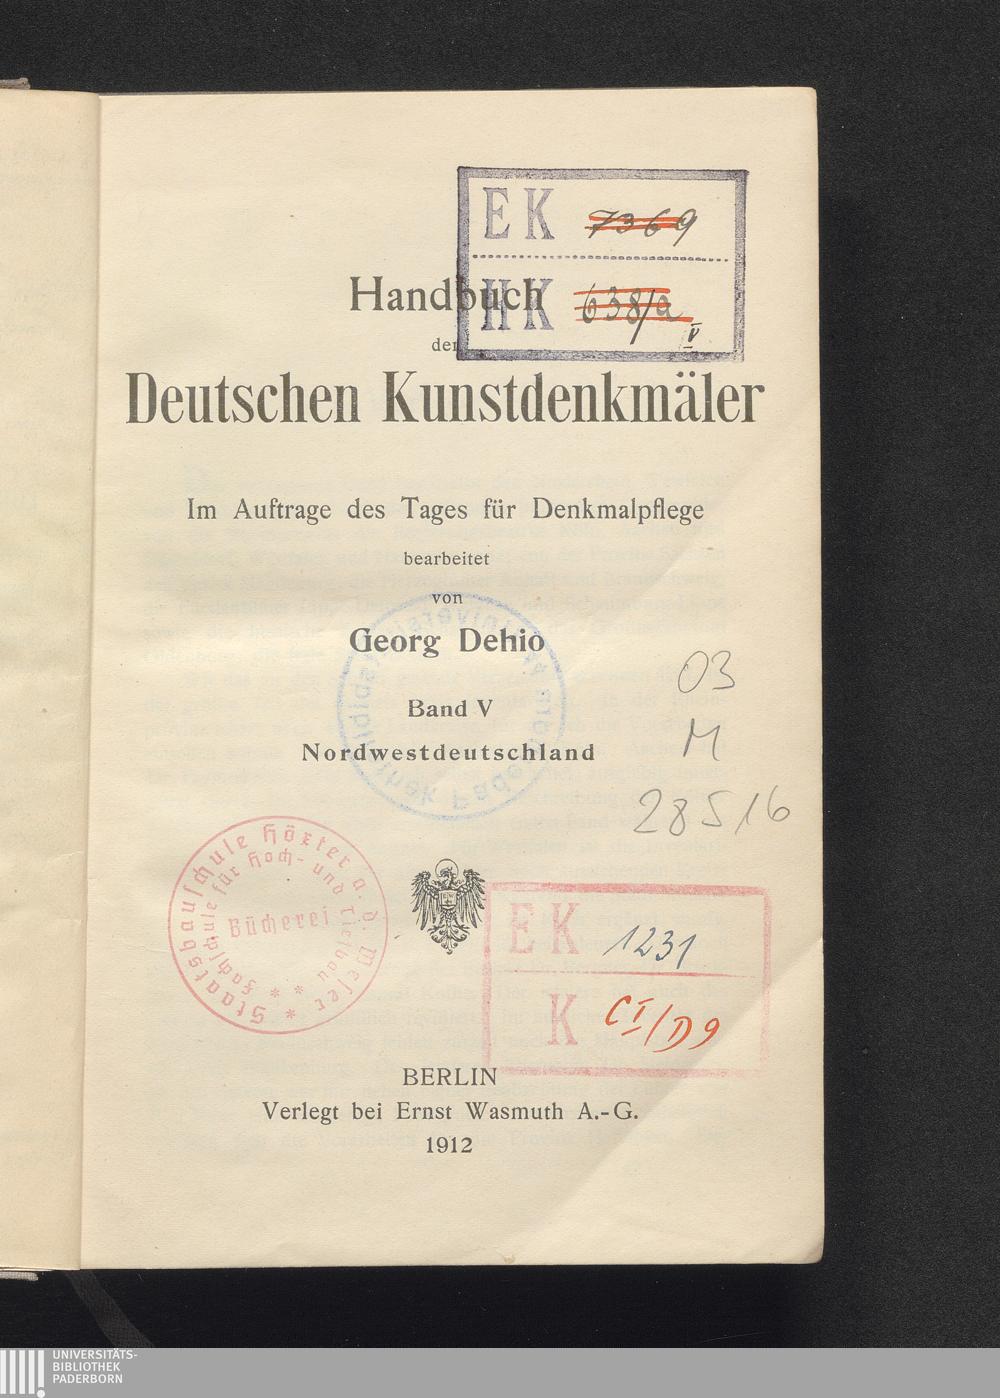 EK 7369
HK 638/a
V
Handbuch
der
Deutschen Kunstdenkmäler
Im Auftrage des Tages für Denkmalpflege
bearbeitet
von
Georg Dehio
Band V
Nordwestdeutschland
03
M
28516
Staatsbauschule Höxter a. d. Weser
Fachschule für Hoch- und Tiefbau
Bücherei
EK 1231
K CI/D9
BERLIN
Verlegt bei Ernst Wasmuth A.-G.
1912
UNIVERSITÄTS-
BIBLIOTHEK
PADERBORN